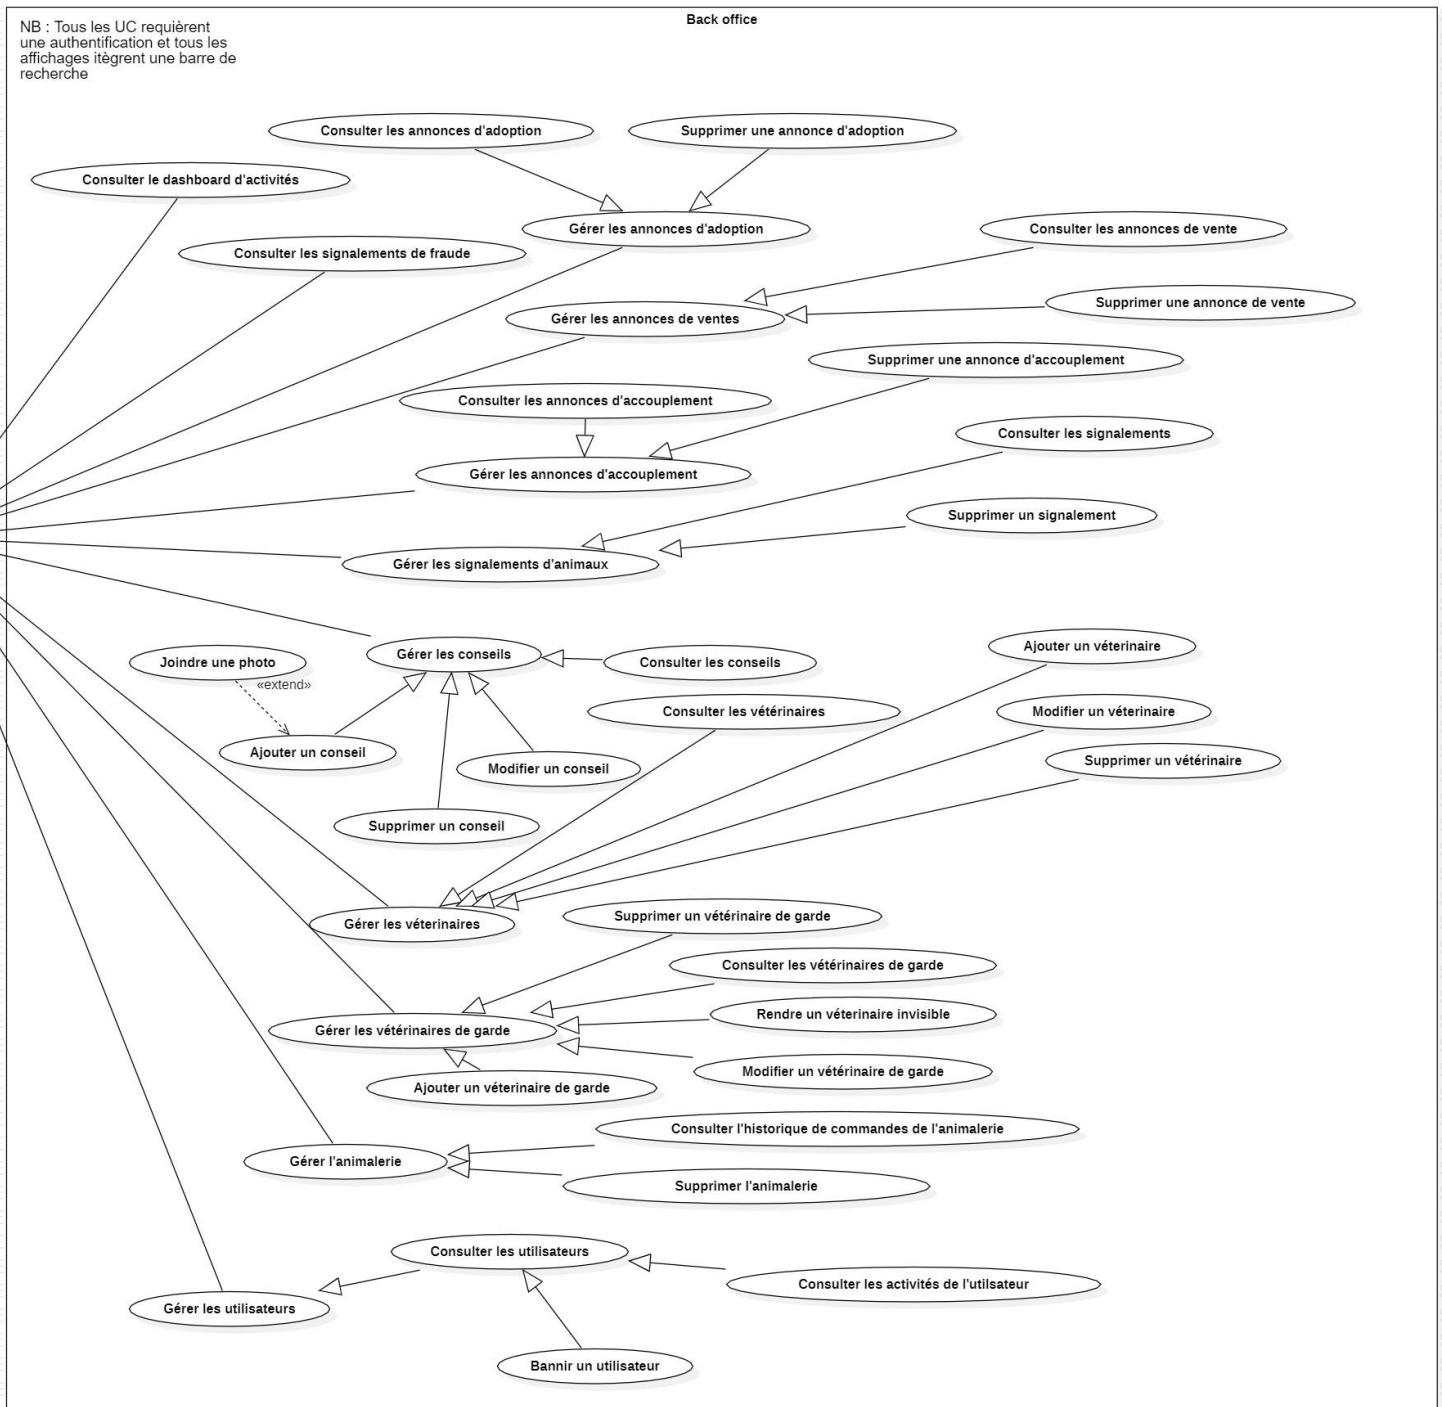 Back office
NB : Tous les UC requièrent
une authentification et tous les
affichages itègrent une barre de
recherche
Consulter les annonces d'adoption
Supprimer une annonce d'adoption
Consulter le dashboard d'activités
Gérer les annonces d'adoption
Consulter les annonces de vente
Consulter les signalements de fraude
Supprimer une annonce de vente
Gérer les annonces de ventes
Supprimer une annonce d'accouplement
Consulter les annonces d'accouplement
Consulter les signalements
Gérer les annonces d'accouplement
Supprimer un signalement
Gérer les signalements d'animaux
Ajouter un véterinaire
Gérer les conseils
Joindre une photo
Consulter les conseils
«extend»
Consulter les vétérinaires
Modifier un véterinaire
Ajouter un conseil
Supprimer un vétérinaire
Modifier un conseil
Supprimer un conseil
Supprimer un vétérinaire de garde
Gérer les véterinaires
Consulter les vétérinaires de garde
Rendre un véterinaire invisible
Gérer les vétérinaires de garde
Modifier un vétérinaire de garde
Ajouter un véterinaire de garde
Consulter l'historique de commandes de l'animalerie
Gérer l'animalerie
Supprimer l'animalerie
Consulter les utilisateurs
Consulter les activités de l'utilsateur
Gérer les utilisateurs
Bannir un utilisateur